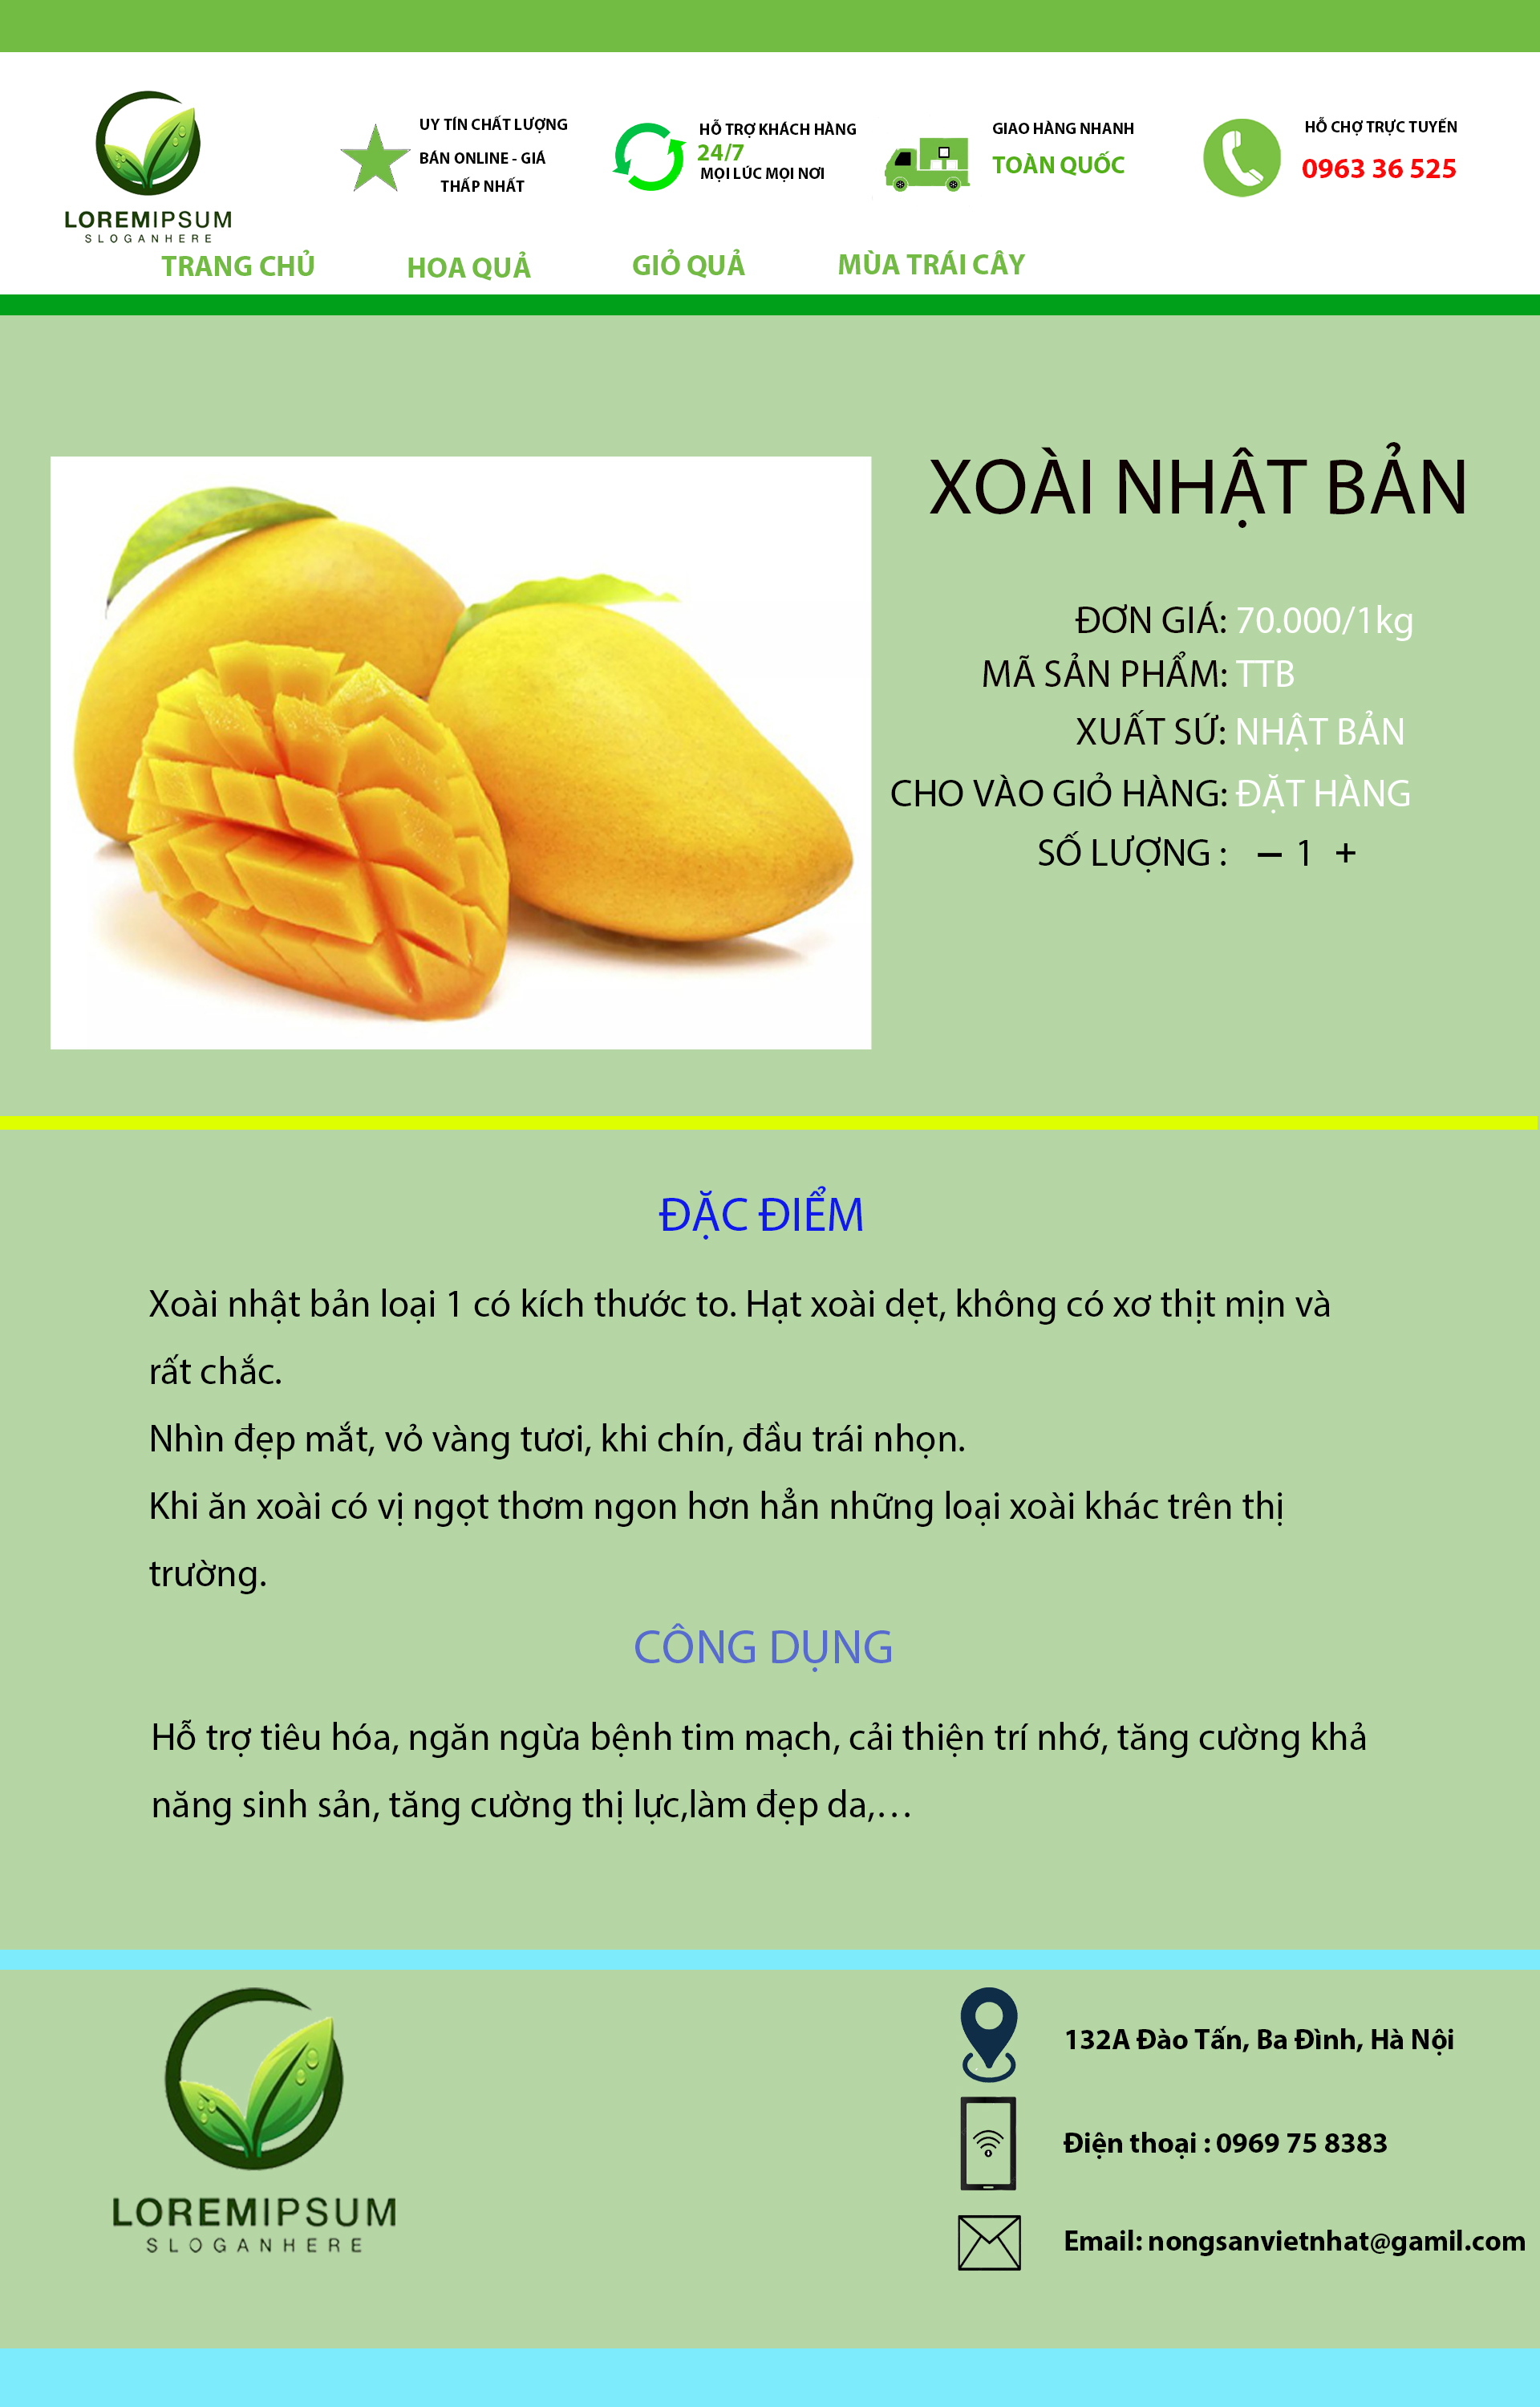 LOREMIPSUM
SLOGANHERE
UY TÍN CHẤT LƯỢNG
BÁN ONLINE - GIÁ
THẤP NHẤT
HỖ TRỢ KHÁCH HÀNG
24/7
MỌI LÚC MỌI NƠI
GIAO HÀNG NHANH
TOÀN QUỐC
HỖ CHỢ TRỰC TUYẾN
0963 36 525
TRANG CHỦ
HOA QUẢ
GIỎ QUẢ
MÙA TRÁI CÂY
XOÀI NHẬT BẢN
ĐƠN GIÁ: 70.000/1kg
MÃ SẢN PHẨM: TTB
XUẤT SỨ: NHẬT BẢN
CHO VÀO GIỎ HÀNG: ĐẶT HÀNG
SỐ LƯỢNG : – 1 +
ĐẶC ĐIỂM
Xoài nhật bản loại 1 có kích thước to. Hạt xoài dẹt, không có xơ thịt mịn và
rất chắc.
Nhìn đẹp mắt, vỏ vàng tươi, khi chín, đầu trái nhọn.
Khi ăn xoài có vị ngọt thơm ngon hơn hẳn những loại xoài khác trên thị
trường.
CÔNG DỤNG
Hỗ trợ tiêu hóa, ngăn ngừa bệnh tim mạch, cải thiện trí nhớ, tăng cường khả
năng sinh sản, tăng cường thị lực,làm đẹp da,…
LOREMIPSUM
SLOGANHERE
132A Đào Tấn, Ba Đình, Hà Nội
Điện thoại : 0969 75 8383
Email: nongsanvietnhat@gamil.com